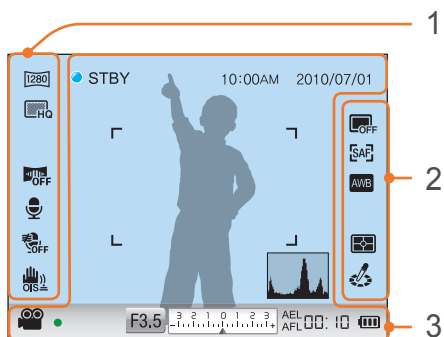 1
STBY 10:00AM 2010/07/01
1280
HQ
OFF
SAF
OFF
AWB
2
OFF
OIS
F3.5 3 2 1 0 1 2 3 AEL
- + AFL 00:10
3